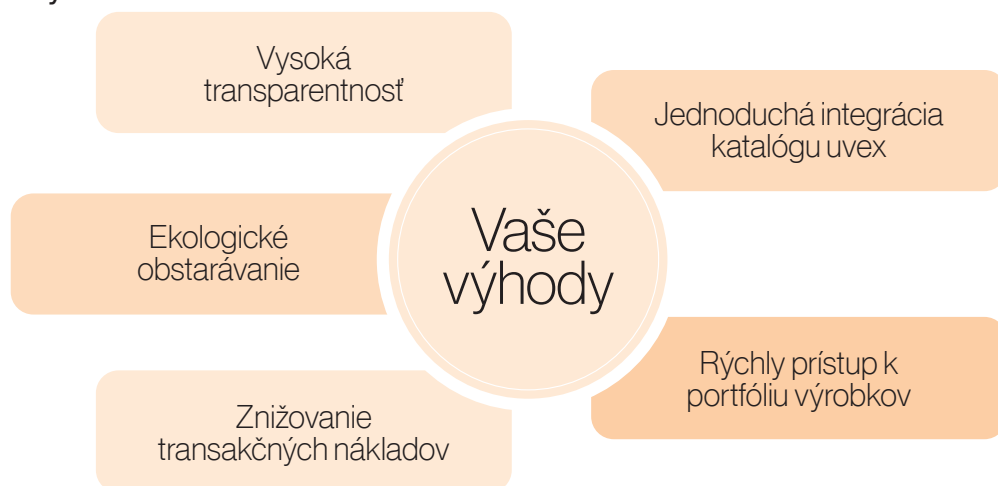 Vysoká
transparentnosť
Jednoduchá integrácia
katalógu uvex
Ekologické
obstarávanie
Vaše
výhody
Rýchly prístup k
portfóliu výrobkov
Znižovanie
transakčných nákladov